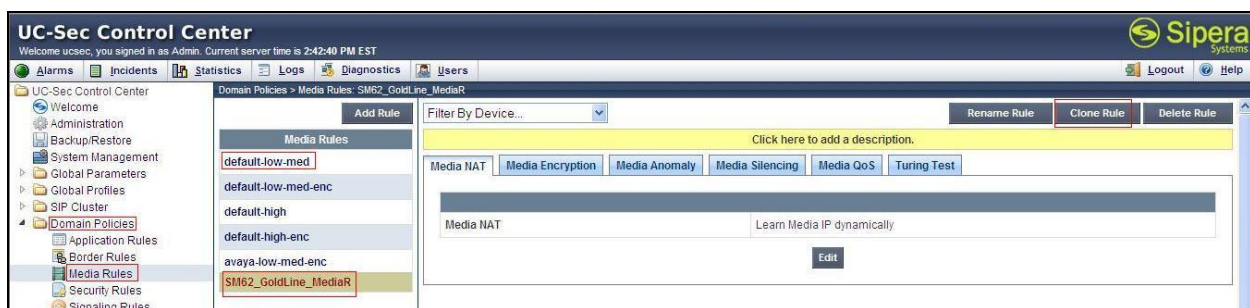 UC-Sec Control Center
Welcome ucsec, you signed in as Admin. Current server time is 2:42:40 PM EST
Sipera
Systems
Alarms Incidents Statistics Logs Diagnostics Users Logout Help
UC-Sec Control Center
Welcome
Administration
Backup/Restore
System Management
Global Parameters
Global Profiles
SIP Cluster
Domain Policies
Application Rules
Border Rules
Media Rules
Security Rules
Signaling Rules
Domain Policies > Media Rules: SM62_GoldLine_MediaR
Add Rule
Media Rules
default-low-med
default-low-med-enc
default-high
default-high-enc
avaya-low-med-enc
SM62_GoldLine_MediaR
Filter By Device... Rename Rule Clone Rule Delete Rule
Click here to add a description.
Media NAT Media Encryption Media Anomaly Media Silencing Media QoS Turing Test
Media NAT Learn Media IP dynamically
Edit